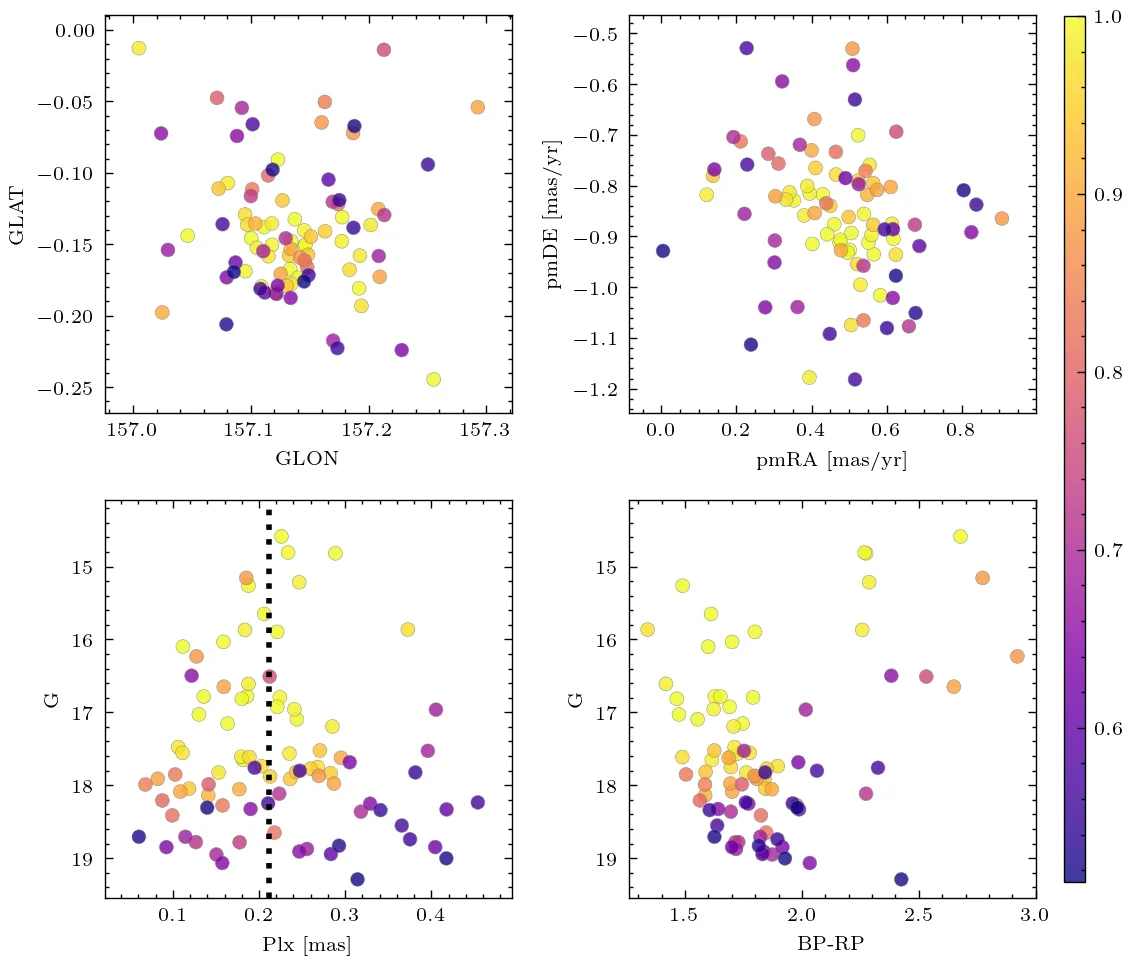 0.00
−0.05
−0.10
−0.15
−0.20
−0.25
GLAT
157.0 157.1 157.2 157.3
GLON
−0.5
−0.6
−0.7
−0.8
−0.9
−1.0
−1.1
−1.2
pmDE [mas/yr]
0.0 0.2 0.4 0.6 0.8
pmRA [mas/yr]
15
16
17
18
19
G
0.1 0.2 0.3 0.4
Plx [mas]
15
16
17
18
19
G
1.5 2.0 2.5 3.0
BP-RP
1.0
0.9
0.8
0.7
0.6